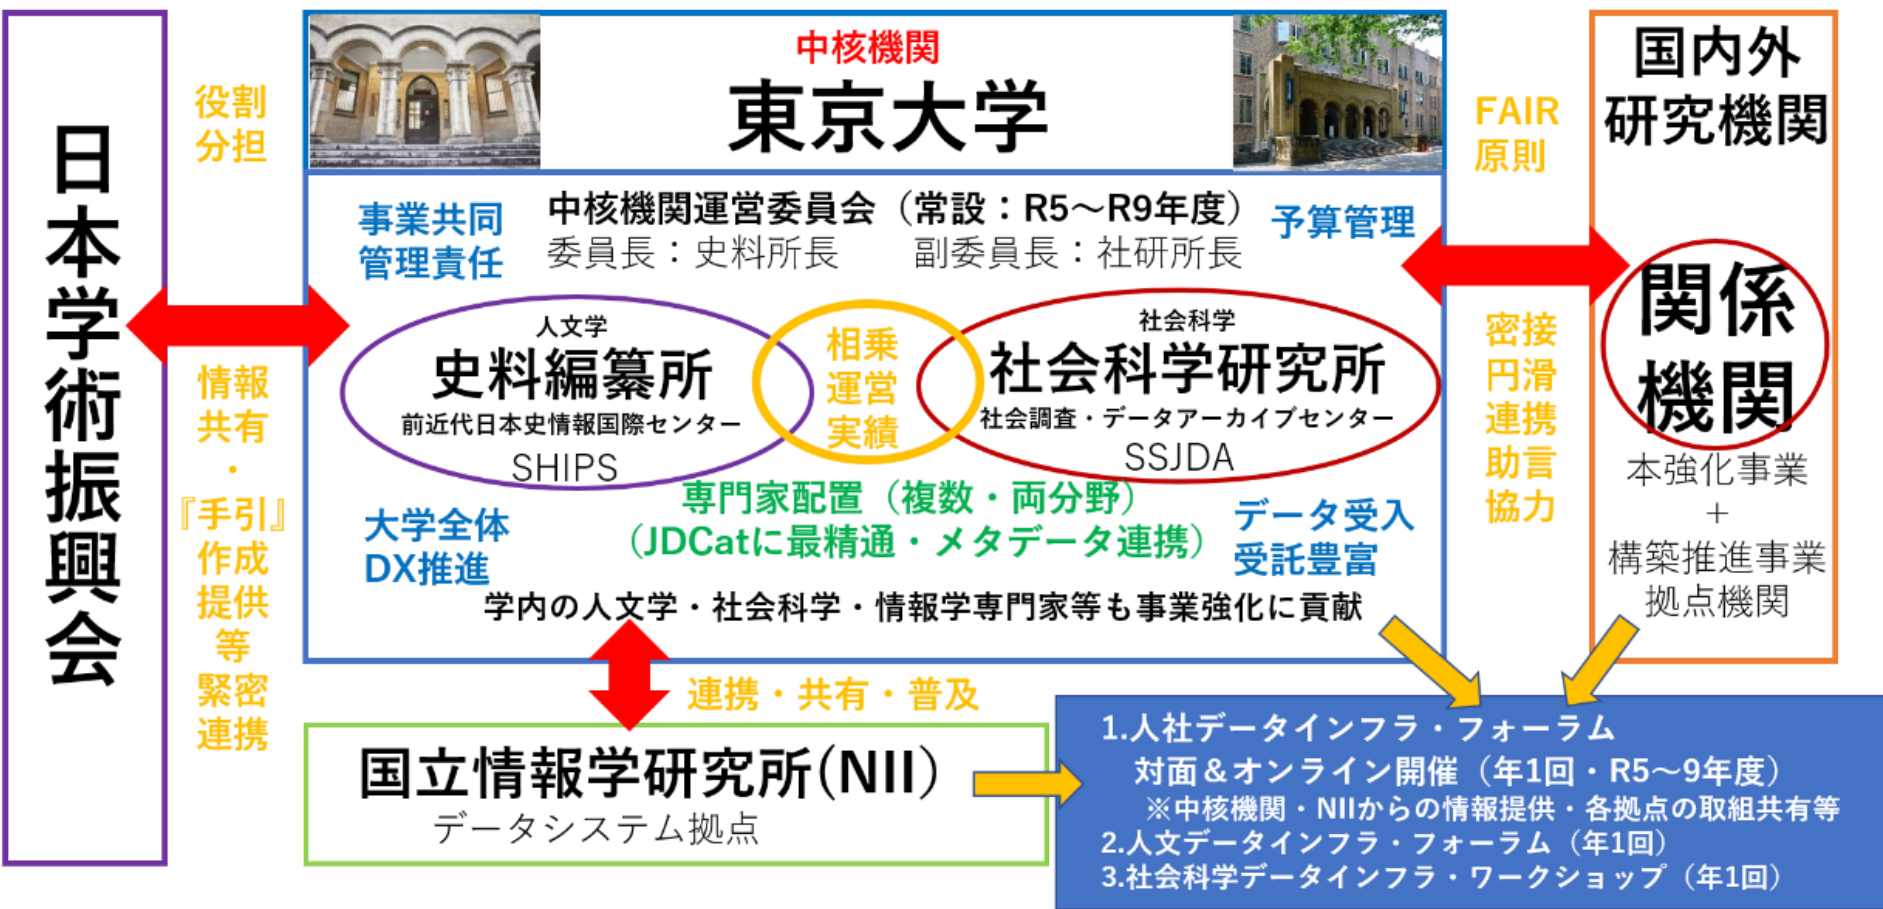 日本学術振興会
役割
分担
情報
共有
・
『手引』
作成
提供
等
緊密
連携
中核機関
東京大学
事業共同
管理責任
中核機関運営委員会（常設：R5～R9年度）
委員長：史料所長　　副委員長：社研所長
予算管理
人文学
史料編纂所
前近代日本史情報国際センター
SHIPS
相乗
運営
実績
社会科学
社会科学研究所
社会調査・データアーカイブセンター
SSJDA
専門家配置（複数・両分野）
（JDCatに最精通・メタデータ連携）
大学全体
DX推進
データ受入
受託豊富
学内の人文学・社会科学・情報学専門家等も事業強化に貢献
FAIR
原則
密接
円滑
連携
助言
協力
国内外
研究機関
関係
機関
本強化事業
＋
構築推進事業
拠点機関
連携・共有・普及
国立情報学研究所(NII）
データシステム拠点
1.人社データインフラ・フォーラム
対面＆オンライン開催（年1回・R5～9年度）
※中核機関・NIIからの情報提供・各拠点の取組共有等
2.人文データインフラ・フォーラム（年1回）
3.社会科学データインフラ・ワークショップ（年1回）